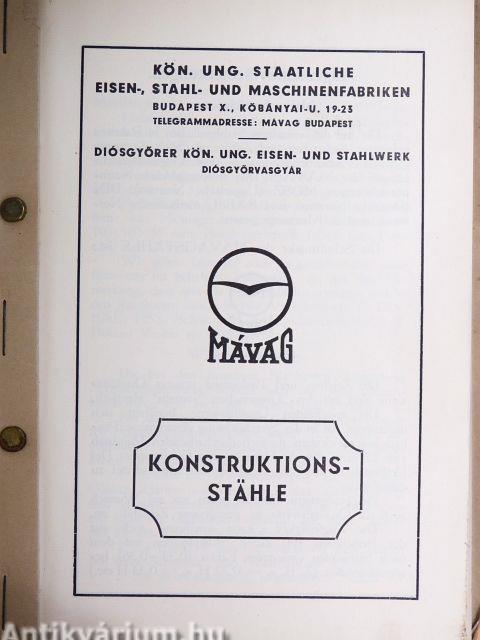 KÖN. UNG. STAATLICHE
EISEN-, STAHL- UND MASCHINENFABRIKEN
BUDAPEST X., KŐBÁNYAI-U. 19-23
TELEGRAMMADRESSE: MÁVAG BUDAPEST
DIÓSGYŐRER KÖN. UNG. EISEN- UND STAHLWERK
DIÓSGYŐRVASGYÁR
MÁVAG
KONSTRUKTIONS-
STÄHLE
Antikvárium.hu